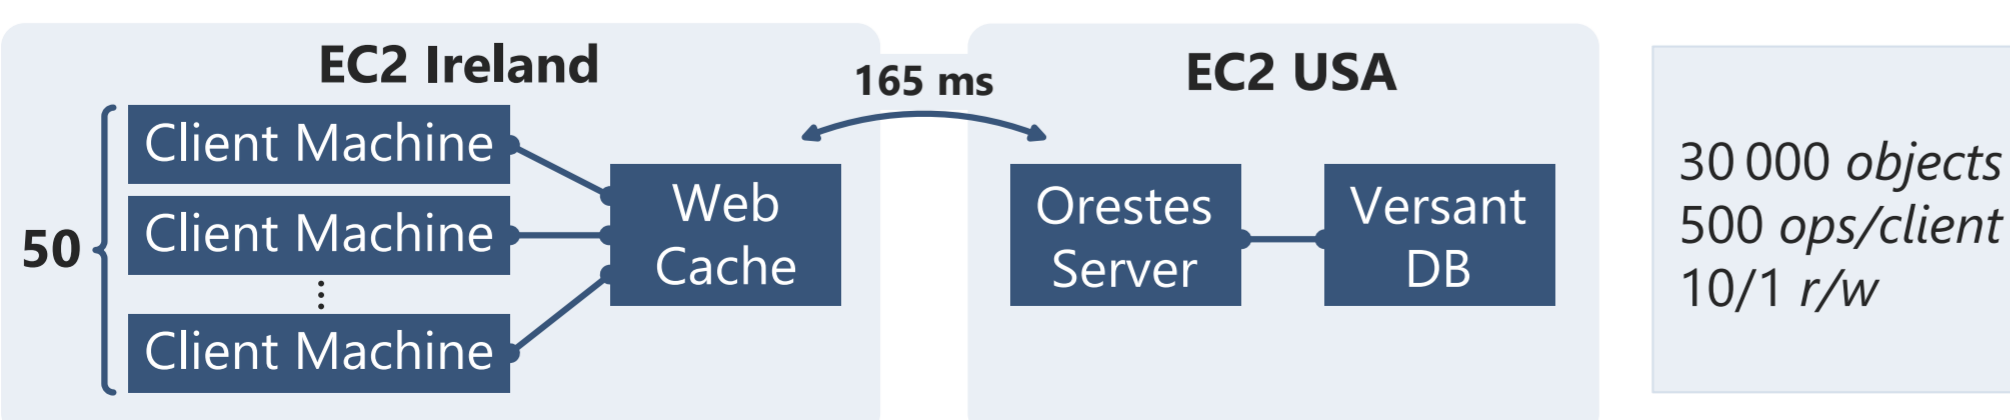 EC2 Ireland
50
Client Machine
Client Machine
Client Machine
Web
Cache
165 ms
EC2 USA
Orestes
Server
Versant
DB
30 000 objects
500 ops/client
10/1 r/w